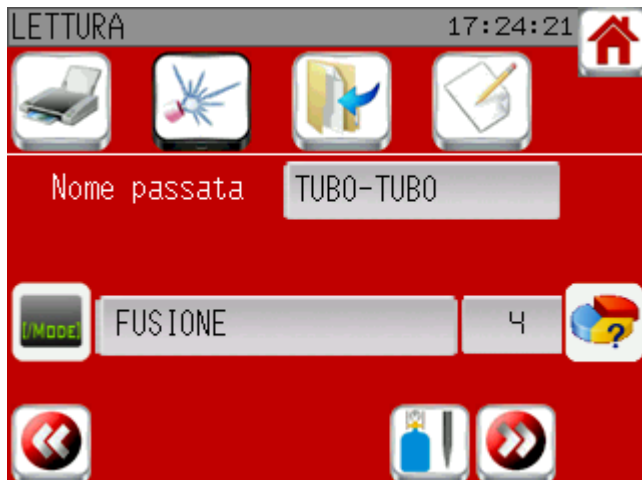 LETTURA 17:24:21
Nome passata TUBO-TUBO
[/MODE] FUSIONE 4 ?